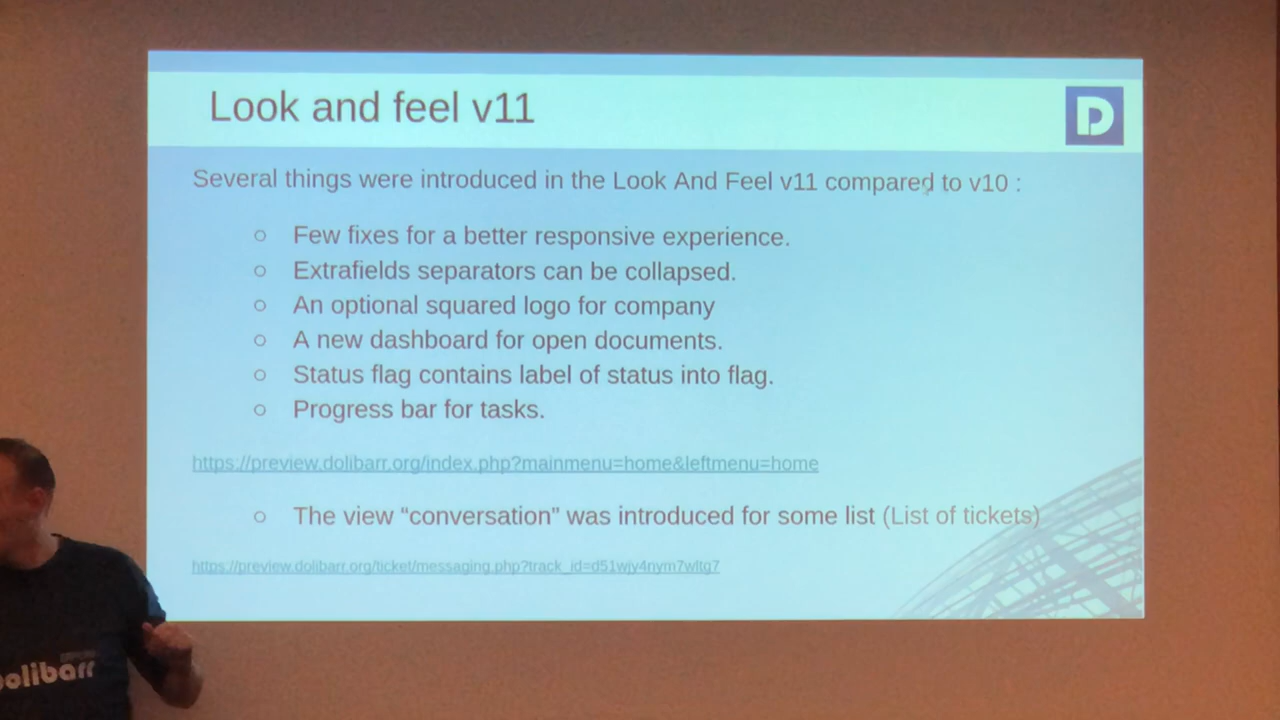 Look and feel v11
D
Several things were introduced in the Look And Feel v11 compared to v10 :
○ Few fixes for a better responsive experience.
○ Extrafields separators can be collapsed.
○ An optional squared logo for company
○ A new dashboard for open documents.
○ Status flag contains label of status into flag.
○ Progress bar for tasks.
https://preview.dolibarr.org/index.php?mainmenu=home&leftmenu=home
○ The view “conversation” was introduced for some list (List of tickets)
https://preview.dolibarr.org/ticket/messaging.php?track_id=d51wjy4nym7wltg7
olibarr